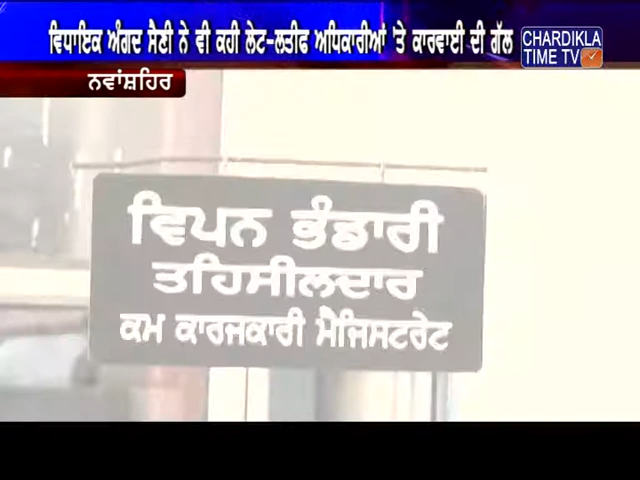 ਵਿਧਾਇਕ ਅੰਗਦ ਸੈਣੀ ਨੇ ਵੀ ਕਹੀ ਲੇਟ-ਲਤੀਫ ਅਧਿਕਾਰੀਆਂ 'ਤੇ ਕਾਰਵਾਈ ਦੀ ਗੱਲ
CHARDIKLA
TIME TV
ਨਵਾਂਸ਼ਹਿਰ
ਵਿਪਨ ਭੰਡਾਰੀ
ਤਹਿਸੀਲਦਾਰ
ਕਮ ਕਾਰਜਕਾਰੀ ਮੈਜਿਸਟਰੇਟ